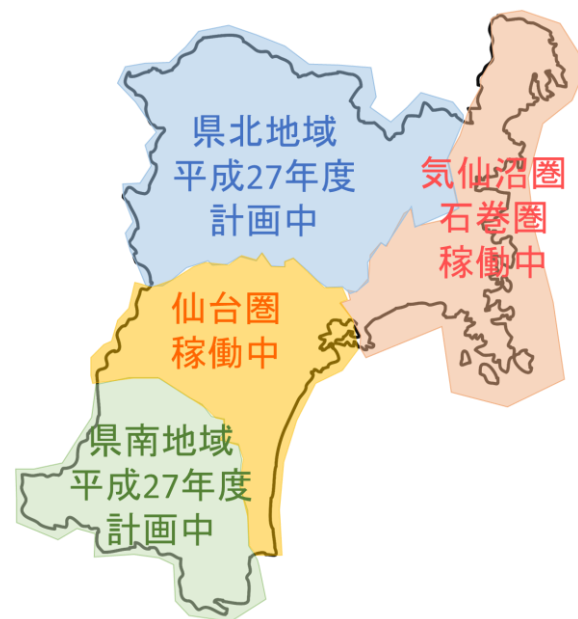 県北地域
平成27年度
計画中
気仙沼圏
石巻圏
稼働中
仙台圏
稼働中
県南地域
平成27年度
計画中